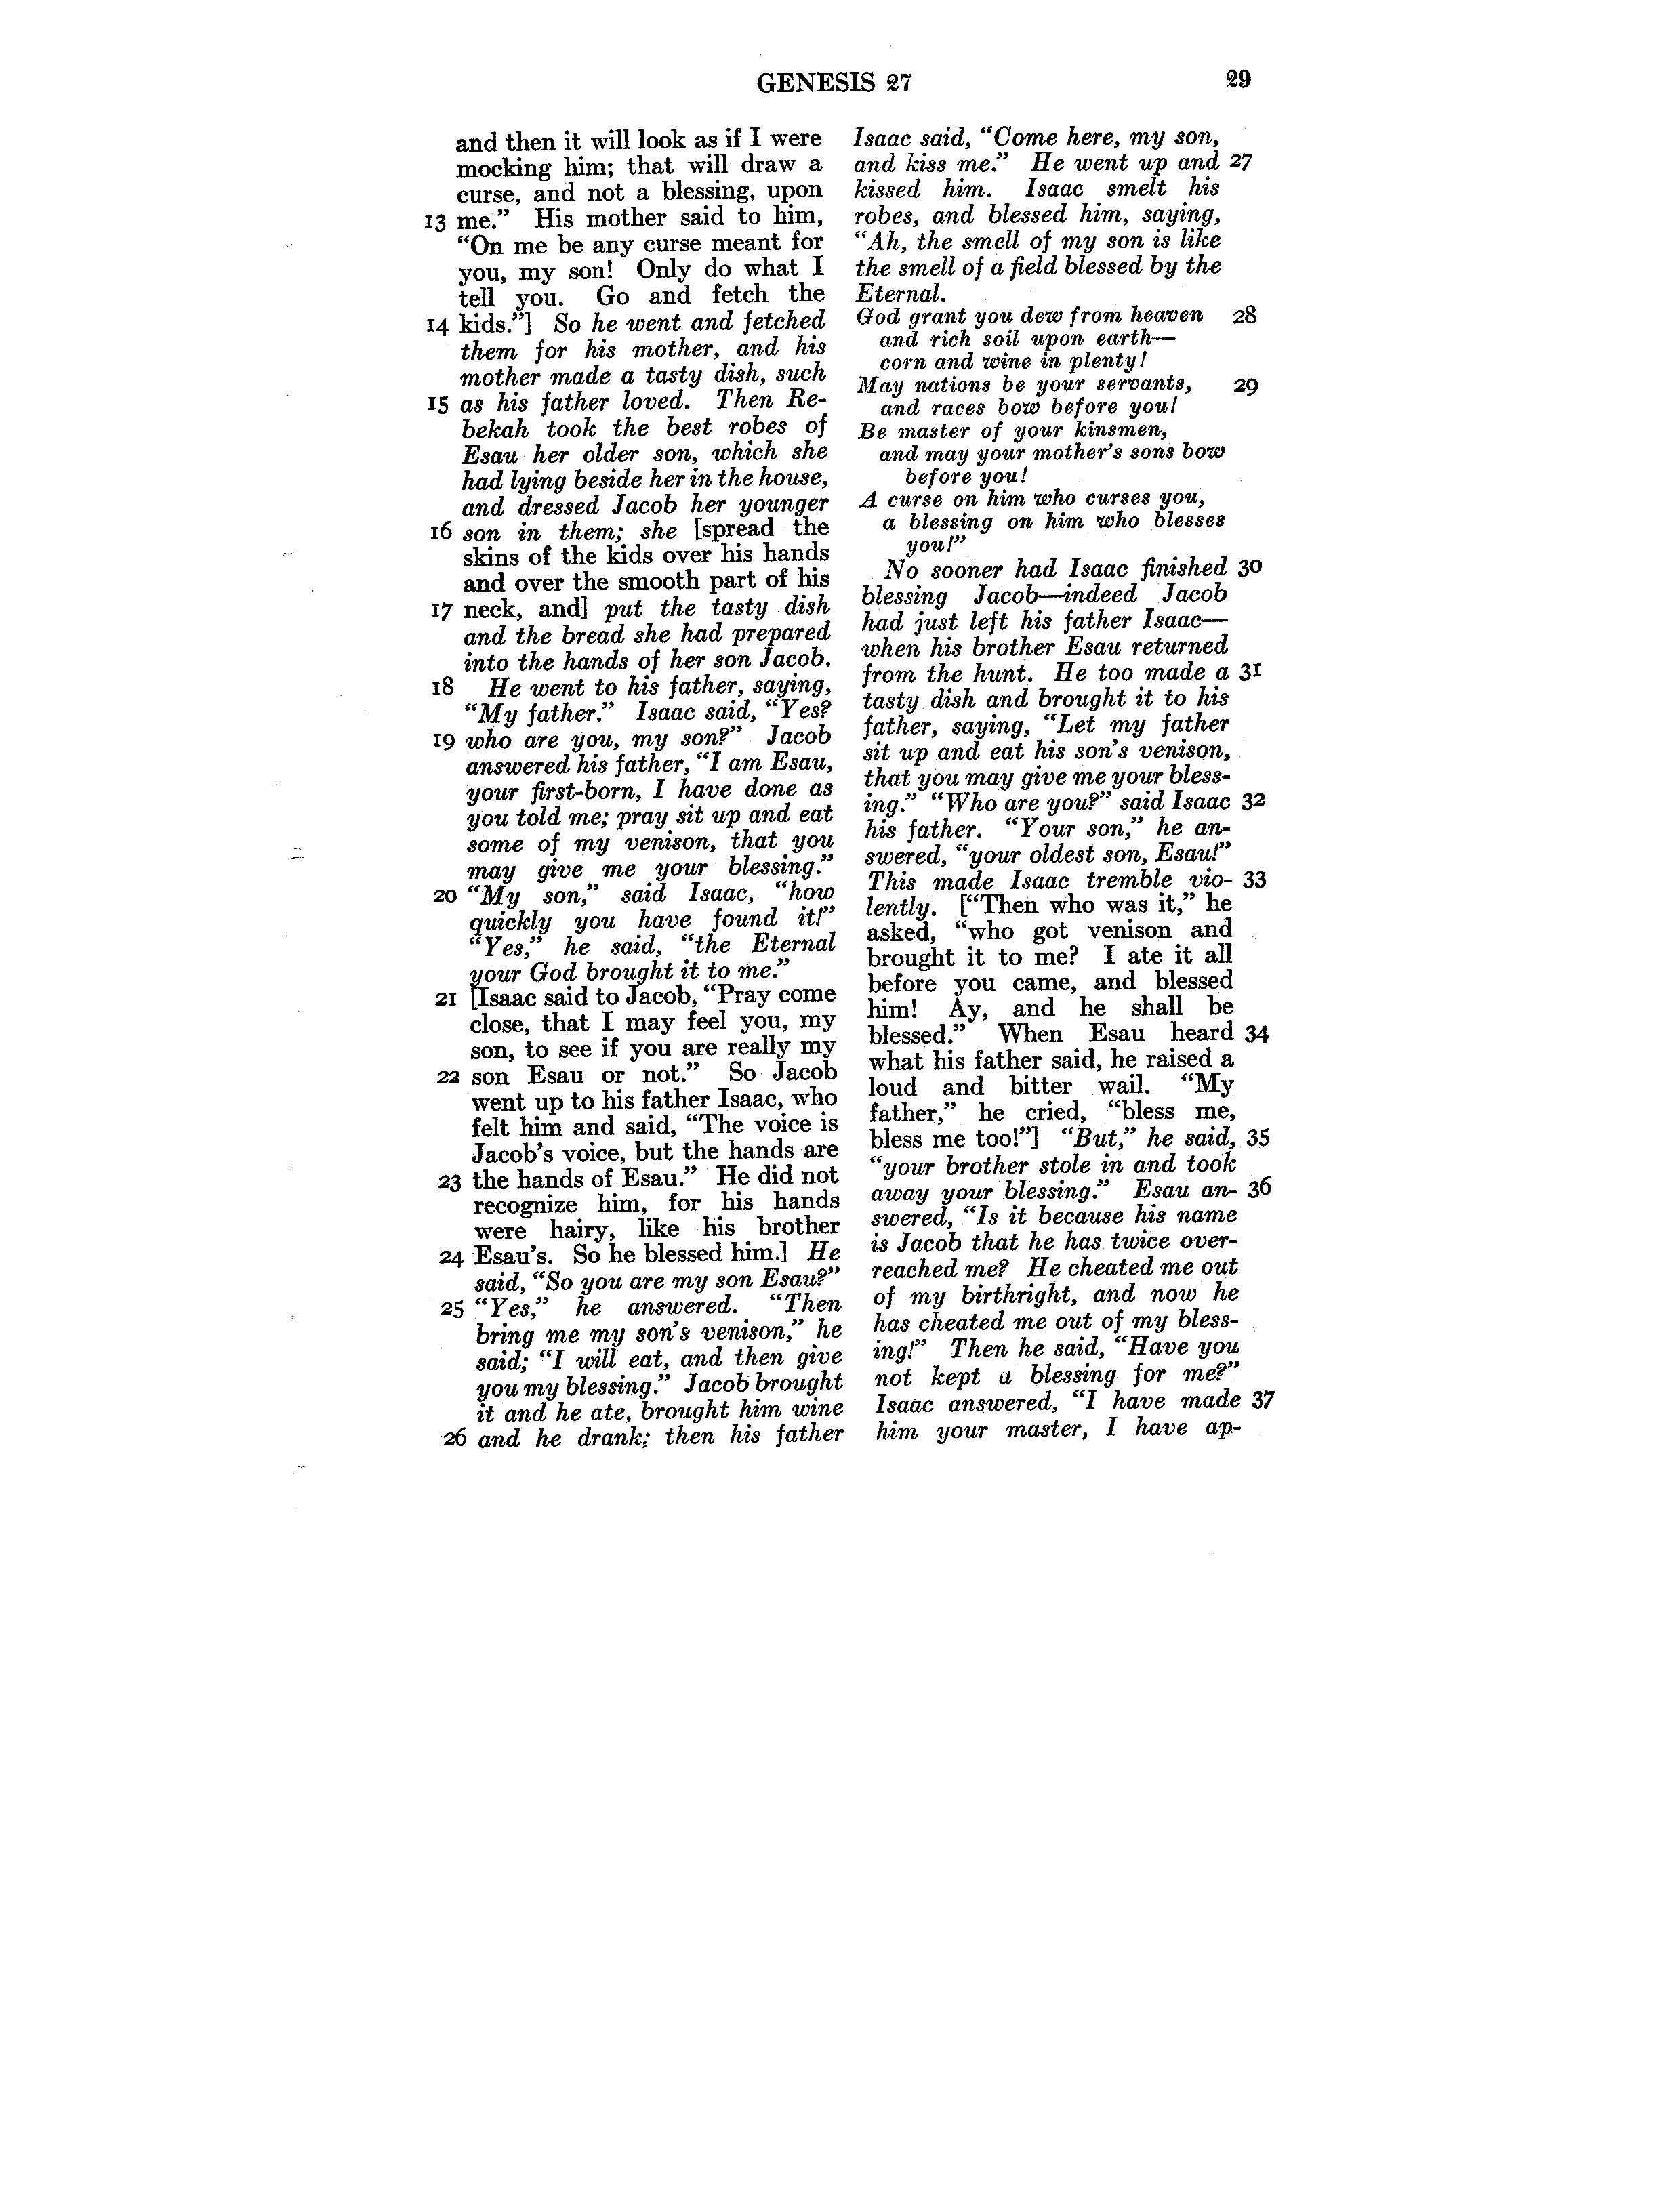 GENESIS 27
29
and then it will look as if I were
mocking him; that will draw a
curse, and not a blessing, upon
13 me.” His mother said to him,
“On me be any curse meant for
you, my son! Only do what I
tell you. Go and fetch the
14 kids.”] So he went and fetched
them for his mother, and his
mother made a tasty dish, such
15 as his father loved. Then Re-
bekah took the best robes of
Esau her older son, which she
had lying beside her in the house,
and dressed Jacob her younger
16 son in them; she [spread the
skins of the kids over his hands
and over the smooth part of his
17 neck, and] put the tasty dish
and the bread she had prepared
into the hands of her son Jacob.
18 He went to his father, saying,
“My father.” Isaac said, “Yes?
19 who are you, my son?” Jacob
answered his father, “I am Esau,
your first-born, I have done as
you told me; pray sit up and eat
some of my venison, that you
may give me your blessing.”
20 “My son,” said Isaac, “how
quickly you have found it!”
“Yes,” he said, “the Eternal
your God brought it to me.”
21 [Isaac said to Jacob, “Pray come
close, that I may feel you, my
son, to see if you are really my
22 son Esau or not.” So Jacob
went up to his father Isaac, who
felt him and said, “The voice is
Jacob’s voice, but the hands are
23 the hands of Esau.” He did not
recognize him, for his hands
were hairy, like his brother
24 Esau’s. So he blessed him.] He
said, “So you are my son Esau?”
25 “Yes,” he answered. “Then
bring me my son’s venison,” he
said; “I will eat, and then give
you my blessing.” Jacob brought
it and he ate, brought him wine
26 and he drank; then his father
Isaac said, “Come here, my son,
and kiss me.” He went up and 27
kissed him. Isaac smelt his
robes, and blessed him, saying,
“Ah, the smell of my son is like
the smell of a field blessed by the
Eternal.
God grant you dew from heaven 28
and rich soil upon earth—
corn and wine in plenty!
May nations be your servants, 29
and races bow before you!
Be master of your kinsmen,
and may your mother’s sons bow
before you!
A curse on him who curses you,
a blessing on him who blesses
you!”
No sooner had Isaac finished 30
blessing Jacob—indeed Jacob
had just left his father Isaac—
when his brother Esau returned
from the hunt. He too made a 31
tasty dish and brought it to his
father, saying, “Let my father
sit up and eat his son’s venison,
that you may give me your bless-
ing.” “Who are you?” said Isaac 32
his father. “Your son,” he an-
swered, “your oldest son, Esau!”
This made Isaac tremble vio- 33
lently. [“Then who was it,” he
asked, “who got venison and
brought it to me? I ate it all
before you came, and blessed
him! Ay, and he shall be
blessed.” When Esau heard 34
what his father said, he raised a
loud and bitter wail. “My
father,” he cried, “bless me,
bless me too!”] “But,” he said, 35
“your brother stole in and took
away your blessing.” Esau an- 36
swered, “Is it because his name
is Jacob that he has twice over-
reached me? He cheated me out
of my birthright, and now he
has cheated me out of my bless-
ing!” Then he said, “Have you
not kept a blessing for me?”
Isaac answered, “I have made 37
him your master, I have ap-